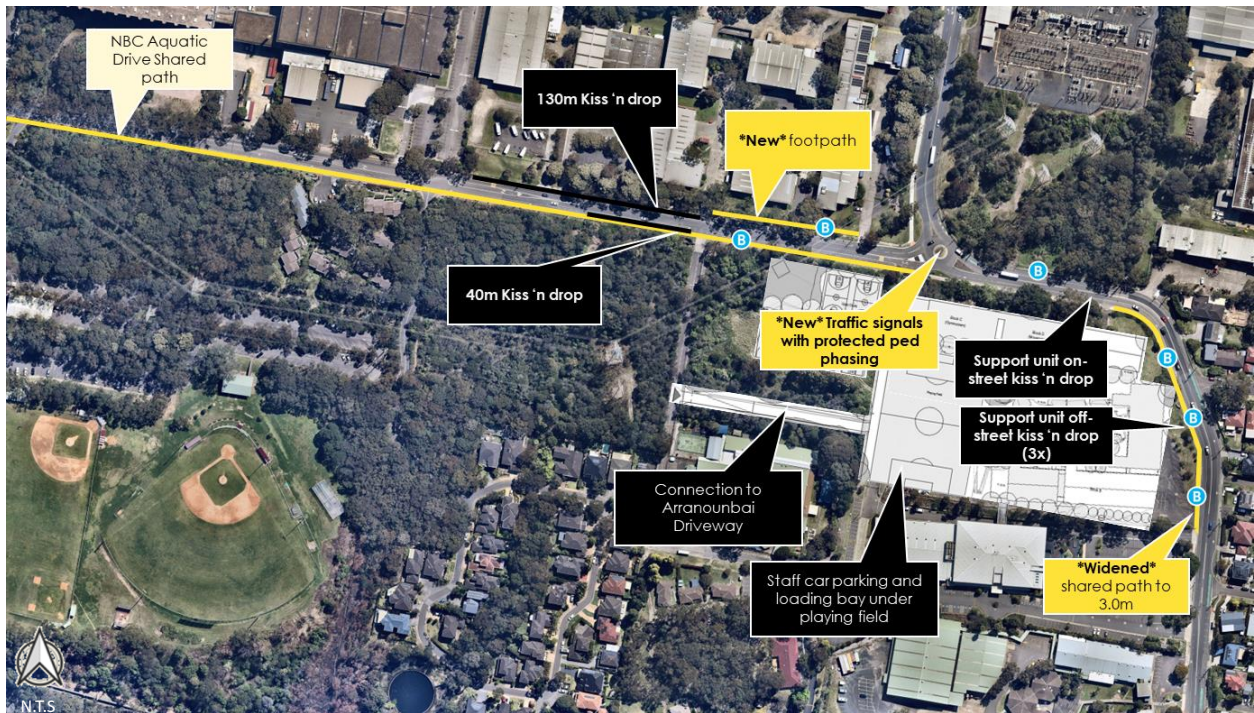 NBC Aquatic
Drive Shared
path
130m Kiss ‘n drop
*New* footpath
B
B
B
40m Kiss ‘n drop
*New* Traffic signals
with protected ped
phasing
Support unit on-
street kiss ‘n drop
B
Support unit off-
street kiss ‘n drop
(3x)
B
Connection to
Arranounbai
Driveway
B
Staff car parking and
loading bay under
playing field
*Widened*
shared path to
3.0m
N.T.S